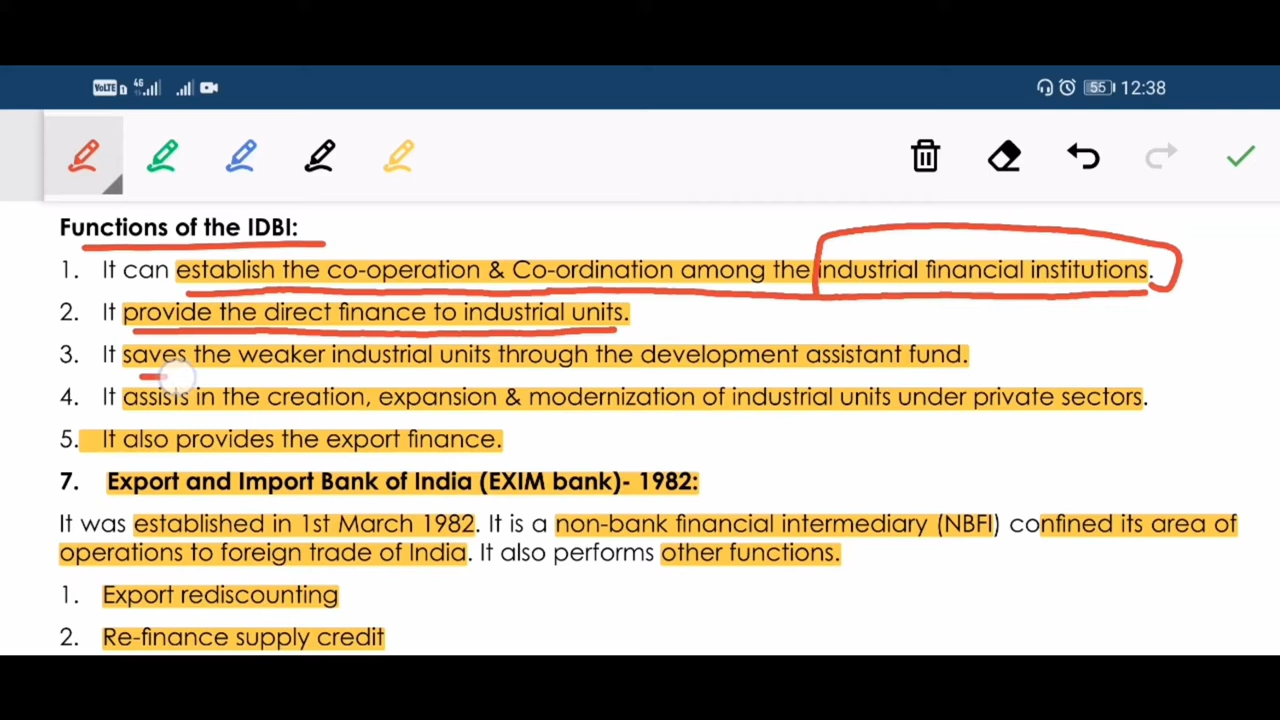 VoLTE 1 4G 55 12:38
Functions of the IDBI:
1. It can establish the co-operation & Co-ordination among the industrial financial institutions.
2. It provide the direct finance to industrial units.
3. It saves the weaker industrial units through the development assistant fund.
4. It assists in the creation, expansion & modernization of industrial units under private sectors.
5. It also provides the export finance.
7. Export and Import Bank of India (EXIM bank)- 1982:
It was established in 1st March 1982. It is a non-bank financial intermediary (NBFI) confined its area of
operations to foreign trade of India. It also performs other functions.
1. Export rediscounting
2. Re-finance supply credit